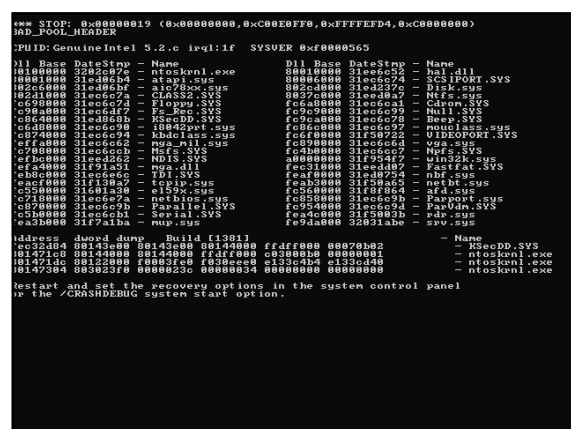 *** STOP: 0x00000019 (0x00000000,0xC00E0FF0,0xFFFFEFD4,0xC0000000)
BAD_POOL_HEADER
CPUID:GenuineIntel 5.2.c irql:1f SYSVER 0xf0000565
Dll Base DateStmp - Name Dll Base DateStmp - Name
80100000 3202c07e - ntoskrnl.exe 80010000 31ee6c52 - hal.dll
80001000 31ed06b4 - atapi.sys 80006000 31ec6c74 - SCSIPORT.SYS
802c6000 31ed06bf - aic78xx.sys 802cd000 31ed237c - Disk.sys
802d1000 31ec6c7a - CLASS2.SYS 8037c000 31eed0a7 - Ntfs.sys
fc698000 31ec6c7d - Floppy.SYS fc6a8000 31ec6ca1 - Cdrom.SYS
fc90a000 31ec6df7 - Fs_Rec.SYS fc9c9000 31ec6c99 - Null.SYS
fc864000 31ed868b - KSecDD.SYS fc9ca000 31ec6c78 - Beep.SYS
fc6d8000 31ec6c90 - i8042prt.sys fc86c000 31ec6c97 - mouclass.sys
fc874000 31ec6c94 - kbdclass.sys fc6f0000 31f50722 - VIDEOPORT.SYS
feffa000 31ec6c62 - mga_mil.sys fc890000 31ec6c6d - vga.sys
fc708000 31ec6ccb - Msfs.SYS fc4b0000 31ec6cc7 - Npfs.SYS
fefbc000 31eed262 - NDIS.SYS a0000000 31f954f7 - win32k.sys
fefa4000 31f91a51 - mga.dll fec31000 31eedd07 - Fastfat.SYS
feb8c000 31ec6e6c - TDI.SYS feaf0000 31ed0754 - nbf.sys
feacf000 31f130a7 - tcpip.sys feab3000 31f50a65 - netbt.sys
fc550000 31601a30 - el59x.sys fc560000 31f8f864 - afd.sys
fc718000 31ec6e7a - netbios.sys fc858000 31ec6c9b - Parport.sys
fc870000 31ec6c9b - Parallel.SYS fc954000 31ec6c9d - ParVdm.SYS
fc5b0000 31ec6cb1 - Serial.SYS fea4c000 31f5003b - rdr.sys
fea3b000 31f7a1ba - mup.sys fe9da000 32031abe - srv.sys
Address dword dump Build [1381] - Name
fec32d84 80143e00 80143e00 80144000 ffdff000 00070b02 - KSecDD.SYS
801471c8 80144000 80144000 ffdff000 c03000b0 00000001 - ntoskrnl.exe
801471dc 80122000 f0003fe0 f030eee0 e133c4b4 e133cd40 - ntoskrnl.exe
80147304 803023f0 0000023c 00000034 00000000 00000000 - ntoskrnl.exe
Restart and set the recovery options in the system control panel
or the /CRASHDEBUG system start option.